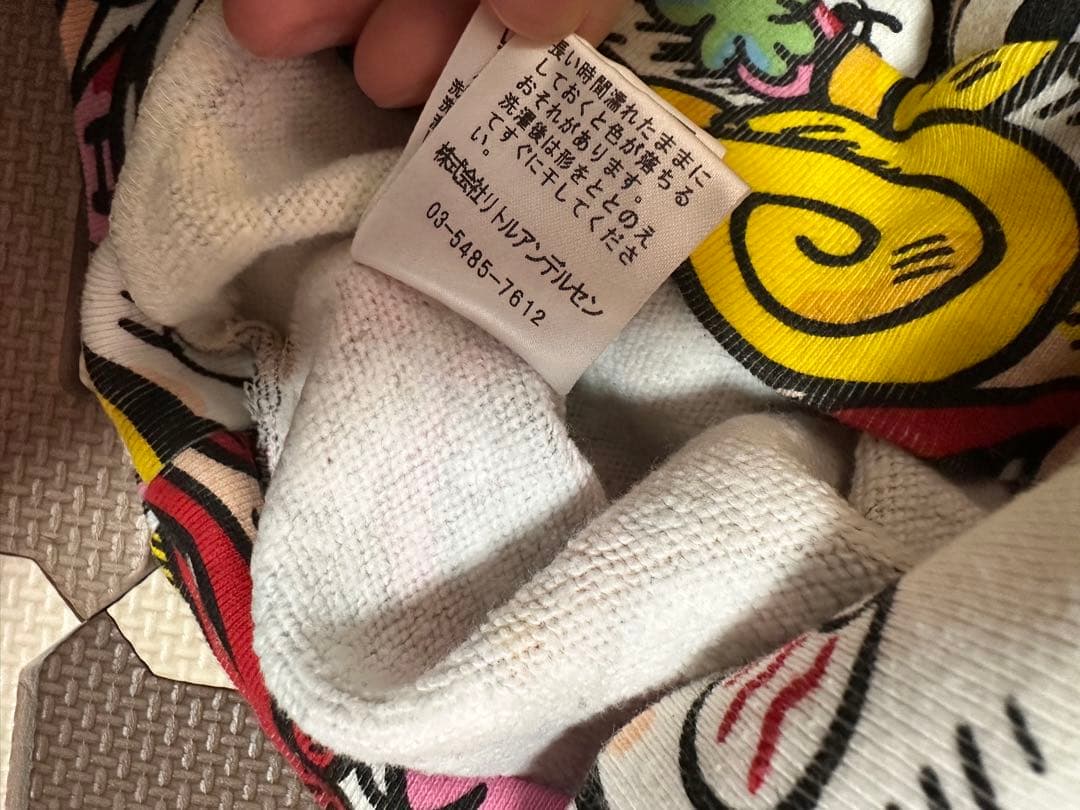 長い時間濡れたままに
しておくと色が落ちる
おそれがあります。
洗濯後は形をととのえ
てすぐに干してくださ
い。
株式会社リトルアンデルセン
03-5485-7612